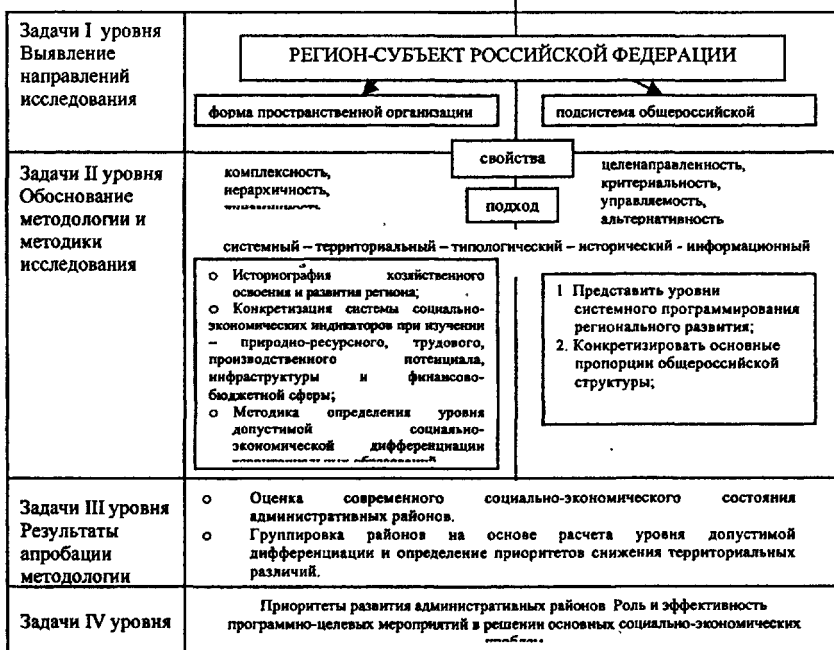 Задачи I уровня
Выявление
направлений
исследования
РЕГИОН-СУБЪЕКТ РОССИЙСКОЙ ФЕДЕРАЦИИ
форма пространственной организации
подсистема общероссийской
Задачи II уровня
Обоснование
методологии и
методики
исследования
свойства
подход
комплексность,
иерархичность,
целенаправленность,
критериальность,
управляемость,
альтернативность
системный – территориальный – типологический – исторический - информационный
о Историография хозяйственного
освоения и развития региона;
о Конкретизация системы социально-
экономических индикаторов при изучении
– природно-ресурсного, трудового,
производственного потенциала,
инфраструктуры и финансово-
бюджетной сферы;
о Методика определения уровня
допустимой социально-
экономической дифференциации
1 Представить уровни
системного программирования
регионального развития;
2. Конкретизировать основные
пропорции общероссийской
структуры;
Задачи III уровня
Результаты
апробации
методологии
о Оценка современного социально-экономического состояния
административных районов.
о Группировка районов на основе расчета уровня допустимой
дифференциации и определение приоритетов снижения территориальных
различий.
Задачи IV уровня
Приоритеты развития административных районов Роль и эффективность
программно-целевых мероприятий в решении основных социально-экономических